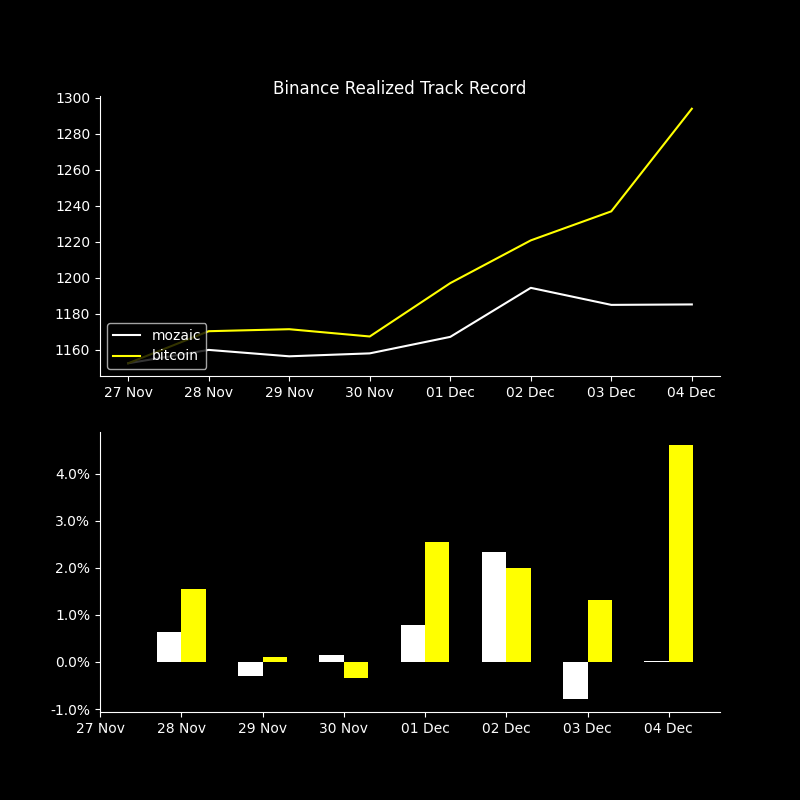 Binance Realized Track Record
1300
1280
1260
1240
1220
1200
1180
1160
mozaic
bitcoin
27 Nov 28 Nov 29 Nov 30 Nov 01 Dec 02 Dec 03 Dec 04 Dec
4.0%
3.0%
2.0%
1.0%
0.0%
-1.0%
27 Nov 28 Nov 29 Nov 30 Nov 01 Dec 02 Dec 03 Dec 04 Dec